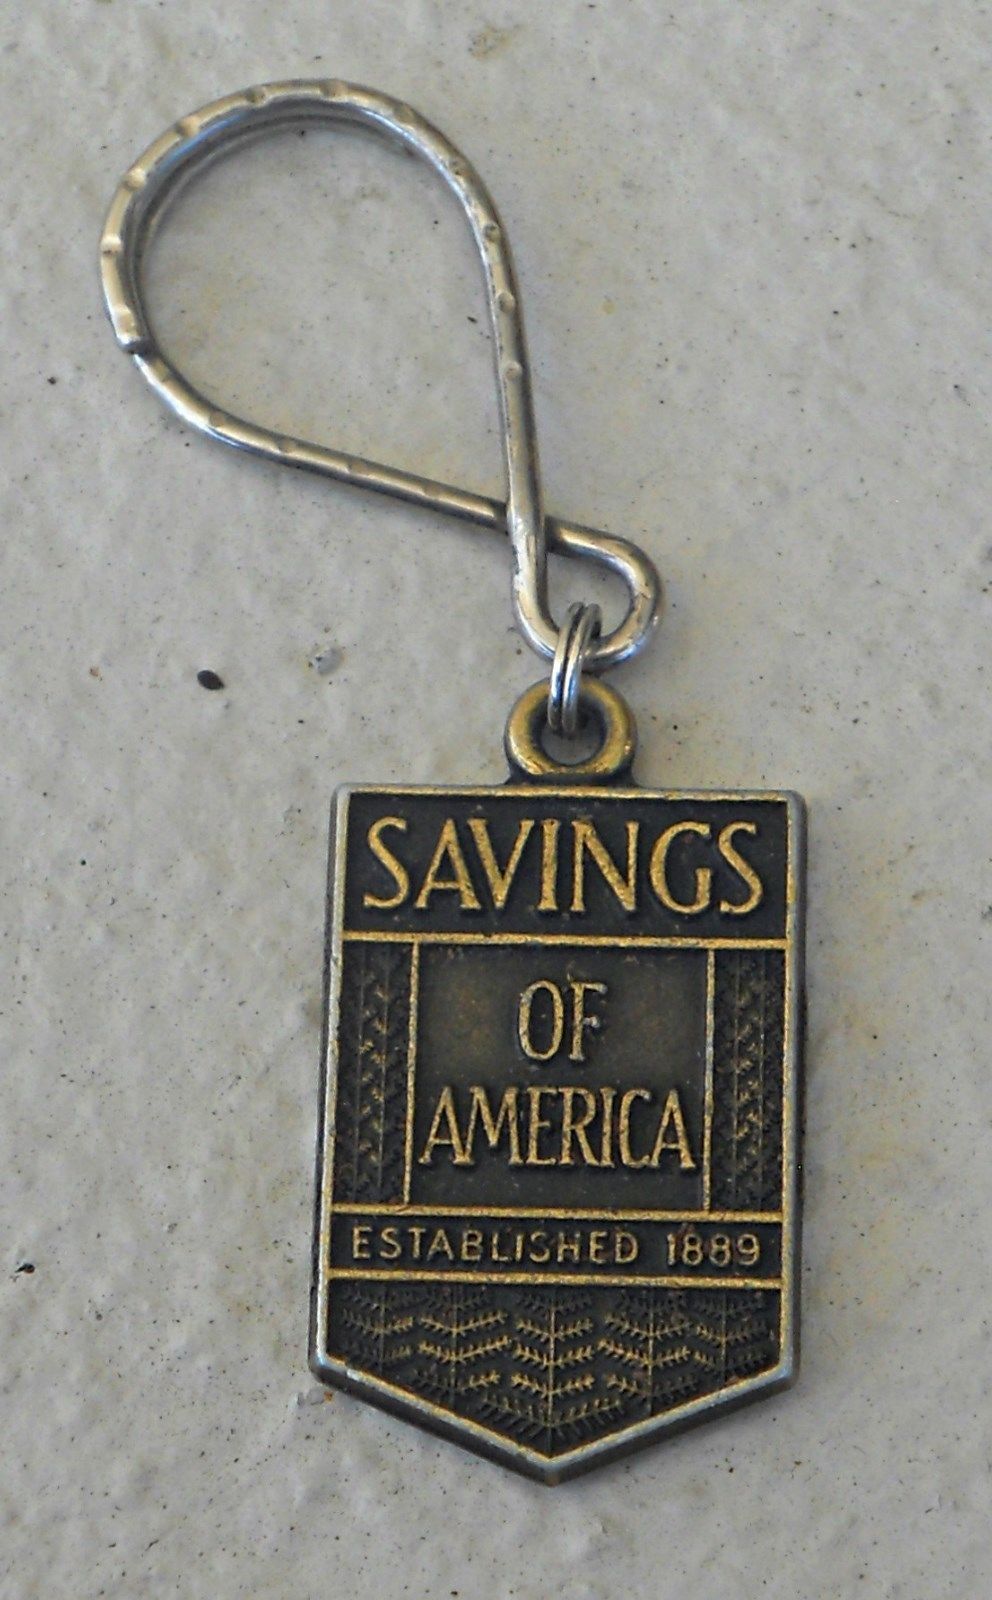 SAVINGS
OF
AMERICA
ESTABLISHED 1889